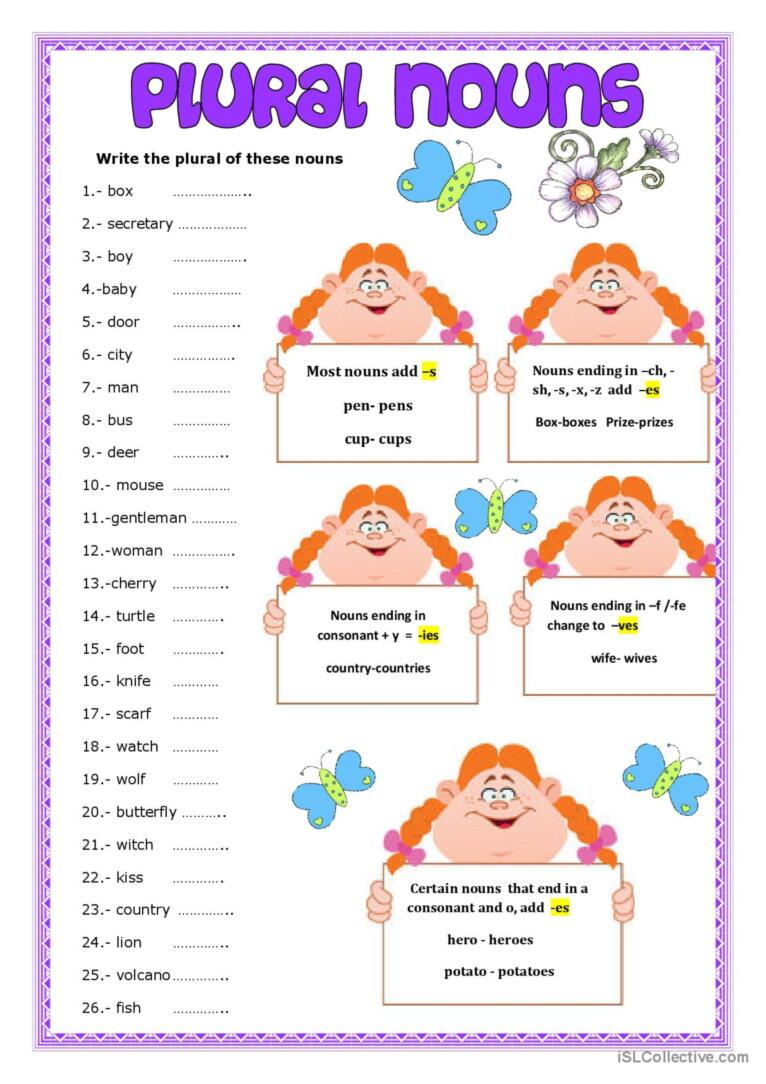 PLURAL NOUNS
Write the plural of these nouns
1.- box ………………..
2.- secretary ………………
3.- boy ……………….
4.-baby ………………
5.- door ……………..
6.- city …………….
7.- man ……………
8.- bus ……………
9.- deer …………..
10.- mouse ……………
11.-gentleman …………
12.-woman …………….
13.-cherry …………..
14.- turtle ………….
15.- foot ………….
16.- knife …………
17.- scarf …………
18.- watch …………
19.- wolf …………
20.- butterfly ………..
21.- witch …………..
22.- kiss ………….
23.- country …………..
24.- lion …………..
25.- volcano…………..
26.- fish …………..
Most nouns add –s
pen- pens
cup- cups
Nouns ending in –ch, -
sh, -s, -x, -z add –es
Box-boxes Prize-prizes
Nouns ending in
consonant + y = -ies
country-countries
Nouns ending in –f /-fe
change to –ves
wife- wives
Certain nouns that end in a
consonant and o, add -es
hero - heroes
potato - potatoes
iSLCollective.com